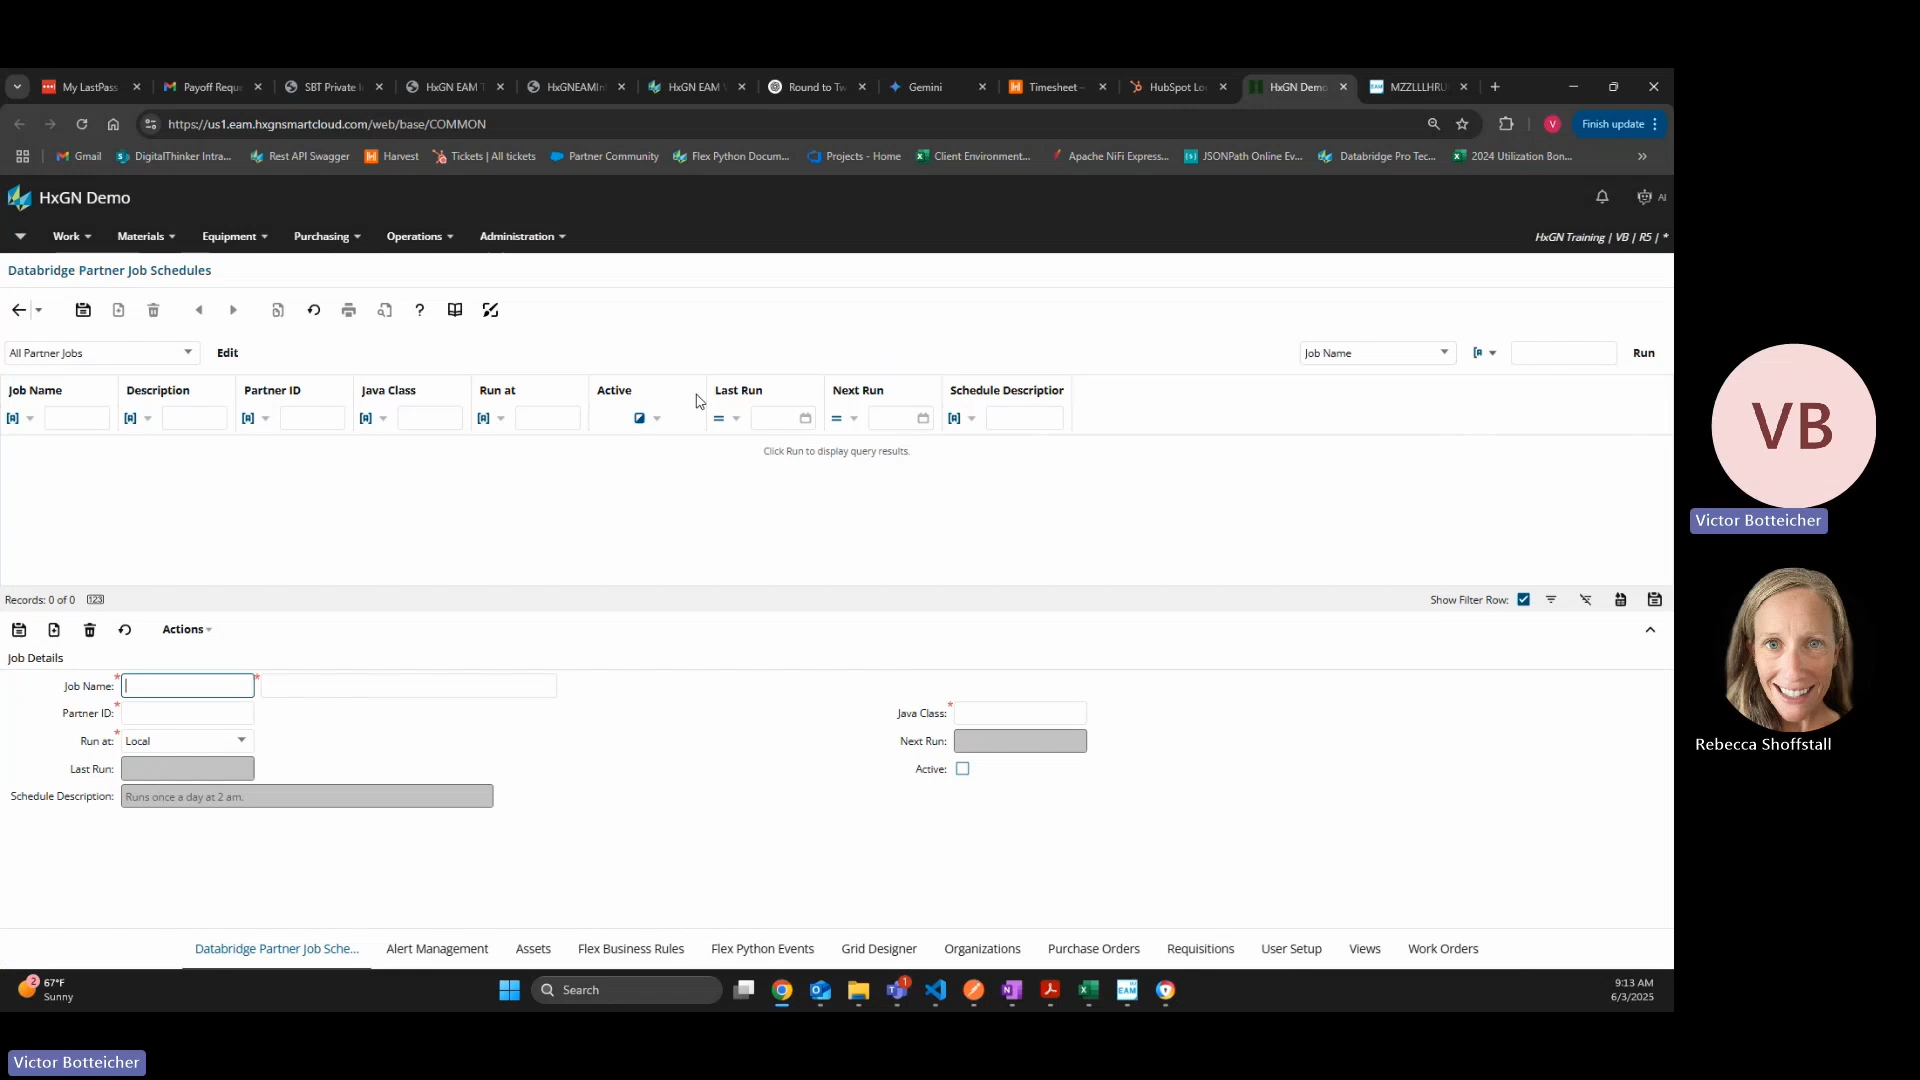 My LastPass
Payoff Requ
SBT Private I
HxGN EAM T
HxGNEAMIn
HxGN EAM V
Round to Tw
Gemini
Timesheet –
HubSpot Lo
HxGN Demo
MZZLLLHRU
https://us1.eam.hxgnsmartcloud.com/web/base/COMMON
V
Finish update
Gmail
DigitalThinker Intra...
Rest API Swagger
Harvest
Tickets | All tickets
Partner Community
Flex Python Docum...
Projects - Home
Client Environment...
Apache NiFi Express...
JSONPath Online Ev...
Databridge Pro Tec...
2024 Utilization Bon...
HxGN Demo
AI
Work
Materials
Equipment
Purchasing
Operations
Administration
HxGN Training | VB | R5 | *
Databridge Partner Job Schedules
All Partner Jobs
Edit
Job Name
Run
Job Name
Description
Partner ID
Java Class
Run at
Active
Last Run
Next Run
Schedule Description
Click Run to display query results.
Records: 0 of 0
123
Show Filter Row:
Actions
Job Details
Job Name:
Partner ID:
Java Class:
Run at:
Local
Next Run:
Last Run:
Active:
Schedule Description:
Runs once a day at 2 am.
Databridge Partner Job Sche...
Alert Management
Assets
Flex Business Rules
Flex Python Events
Grid Designer
Organizations
Purchase Orders
Requisitions
User Setup
Views
Work Orders
2
67°F
Sunny
Search
1
EAM
9:13 AM
6/3/2025
VB
Victor Botteicher
Rebecca Shoffstall
Victor Botteicher